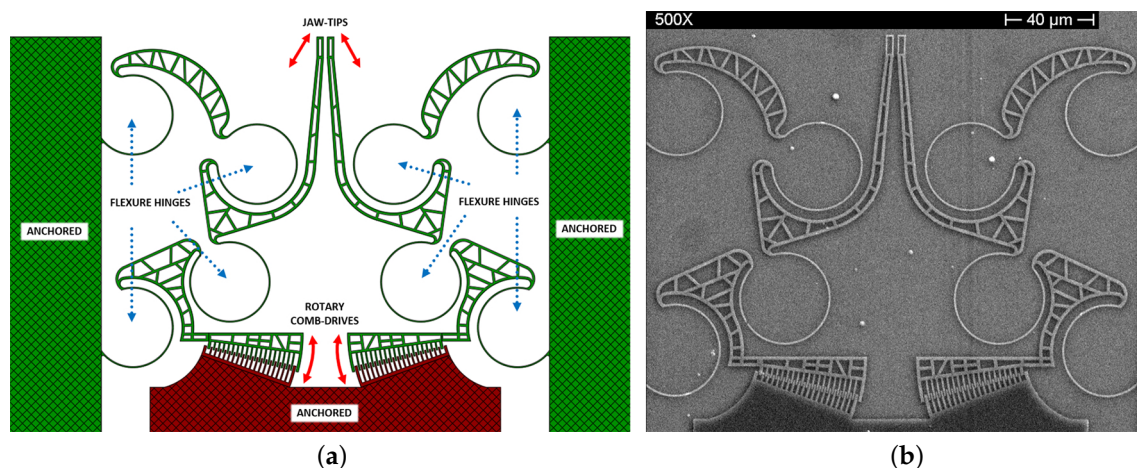 JAW-TIPS
500X
40 μm
FLEXURE HINGES
FLEXURE HINGES
ANCHORED
ANCHORED
ROTARY
COMB-DRIVES
ANCHORED
(a)
(b)